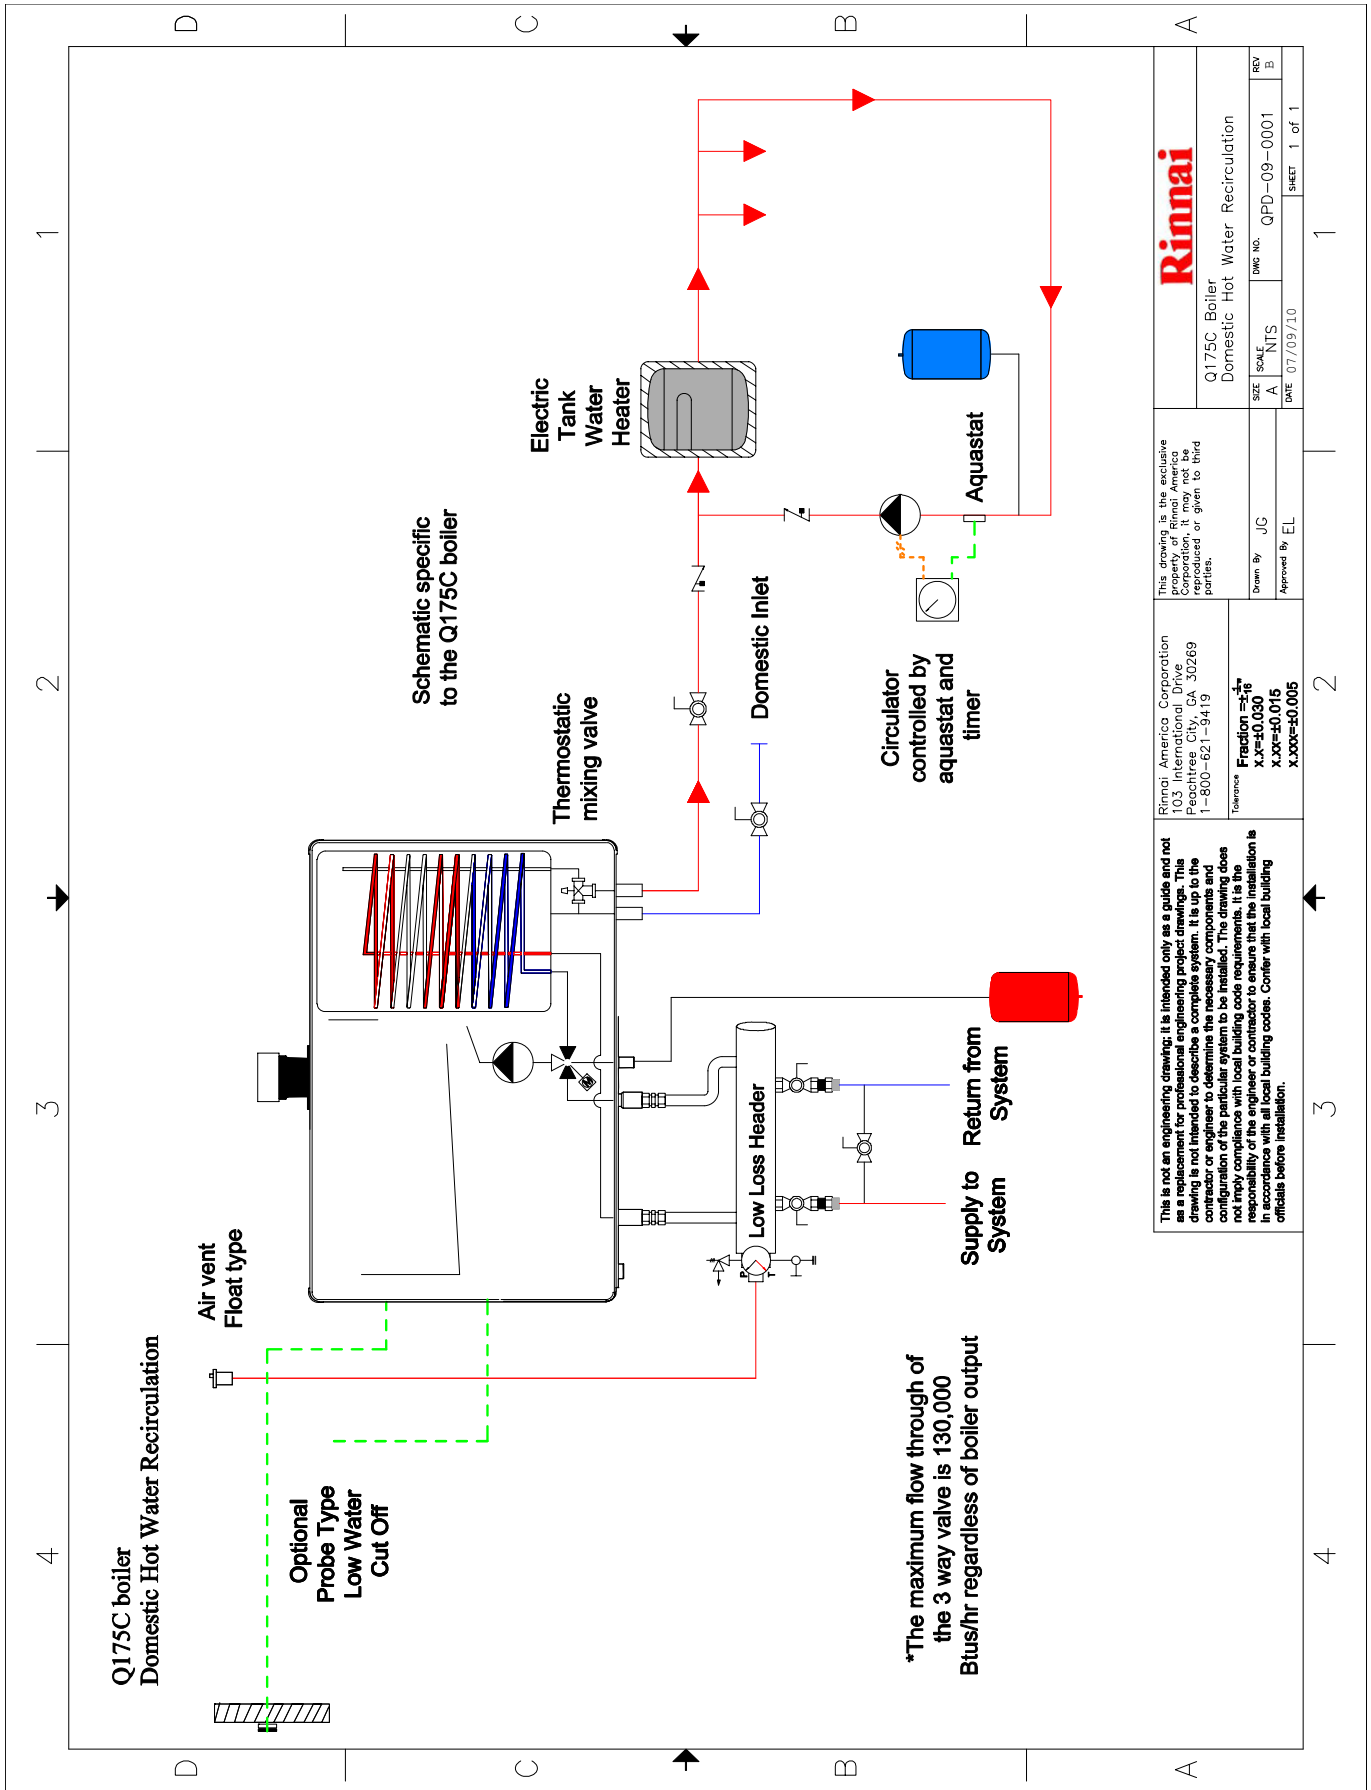 Q175C boiler
Domestic Hot Water Recirculation
Air vent
Float type
Optional
Probe Type
Low Water
Cut Off
Schematic specific
to the Q175C boiler
Thermostatic
mixing valve
Electric
Tank
Water
Heater
Domestic Inlet
Circulator
controlled by
aquastat and
timer
Aquastat
Low Loss Header
P
T
M
Supply to
System
Return from
System
*The maximum flow through of
the 3 way valve is 130,000
Btus/hr regardless of boiler output
This is not an engineering drawing; it is intended only as a guide and not
as a replacement for professional engineering project drawings. This
drawing is not intended to describe a complete system. It is up to the
contractor or engineer to determine the necessary components and
configuration of the particular system to be installed. The drawing does
not imply compliance with local building code requirements. It is the
responsibility of the engineer or contractor to ensure that the installation is
in accordance with all local building codes. Confer with local building
officials before installation.
Rinnai America Corporation
103 International Drive
Peachtree City, GA 30269
1-800-621-9419
Tolerance
Fraction =±1/16"
X.X=±0.030
X.XX=±0.015
X.XXX=±0.005
This drawing is the exclusive
property of Rinnai America
Corporation, it may not be
reproduced or given to third
parties.
Drawn By JG
Approved By EL
Rinnai
Q175C Boiler
Domestic Hot Water Recirculation
SIZE A
SCALE NTS
DWG NO. QPD-09-0001
REV B
DATE 07/09/10
SHEET 1 of 1
4
3
2
1
4
3
2
1
D
C
B
A
D
C
B
A